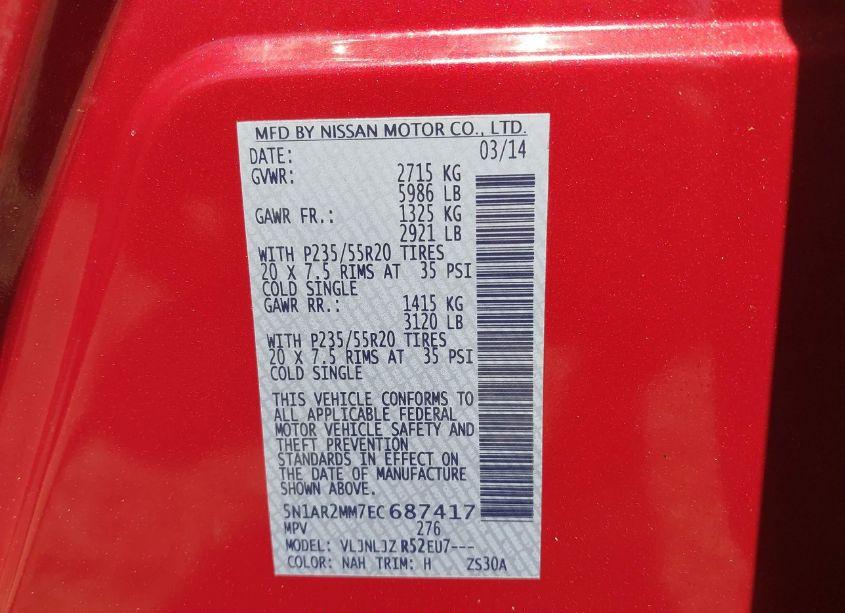 MFD BY NISSAN MOTOR CO., LTD.
DATE: 03/14
GVWR: 2715 KG
5986 LB
GAWR FR.: 1325 KG
2921 LB
WITH P235/55R20 TIRES
20 X 7.5 RIMS AT 35 PSI
COLD SINGLE
GAWR RR.: 1415 KG
3120 LB
WITH P235/55R20 TIRES
20 X 7.5 RIMS AT 35 PSI
COLD SINGLE
THIS VEHICLE CONFORMS TO
ALL APPLICABLE FEDERAL
MOTOR VEHICLE SAFETY AND
THEFT PREVENTION
STANDARDS IN EFFECT ON
THE DATE OF MANUFACTURE
SHOWN ABOVE.
5N1AR2MM7EC687417
MPV 276
MODEL: VLJNLJZ R52EU7---
COLOR: NAH TRIM: H ZS30A